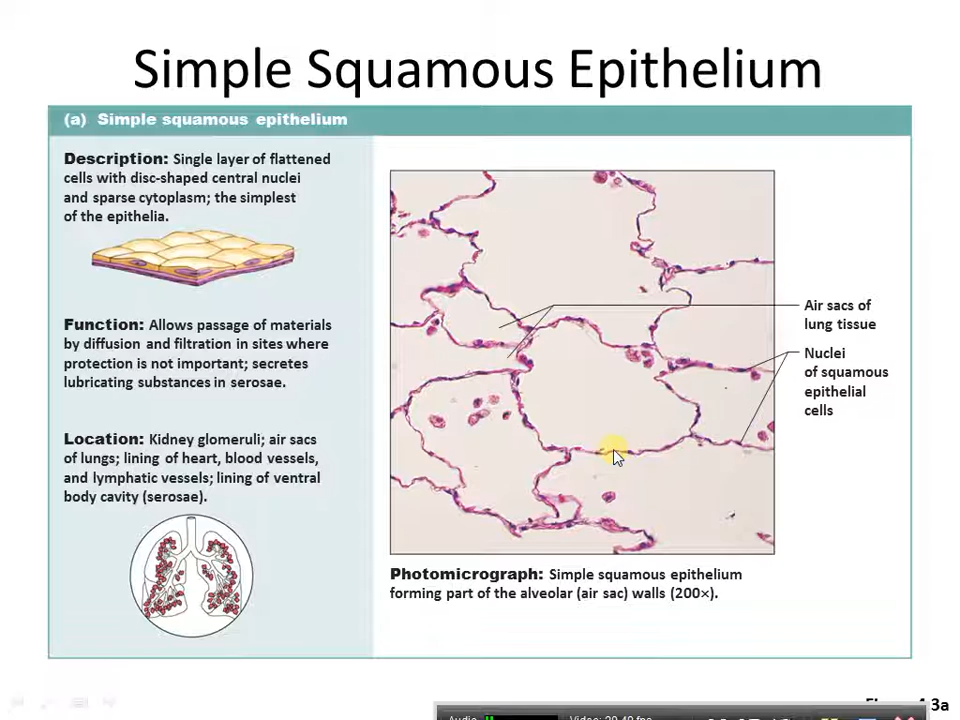 Simple Squamous Epithelium
(a) Simple squamous epithelium
Description: Single layer of flattened
cells with disc-shaped central nuclei
and sparse cytoplasm; the simplest
of the epithelia.
Function: Allows passage of materials
by diffusion and filtration in sites where
protection is not important; secretes
lubricating substances in serosae.
Location: Kidney glomeruli; air sacs
of lungs; lining of heart, blood vessels,
and lymphatic vessels; lining of ventral
body cavity (serosae).
Air sacs of
lung tissue
Nuclei
of squamous
epithelial
cells
Photomicrograph: Simple squamous epithelium
forming part of the alveolar (air sac) walls (200×).